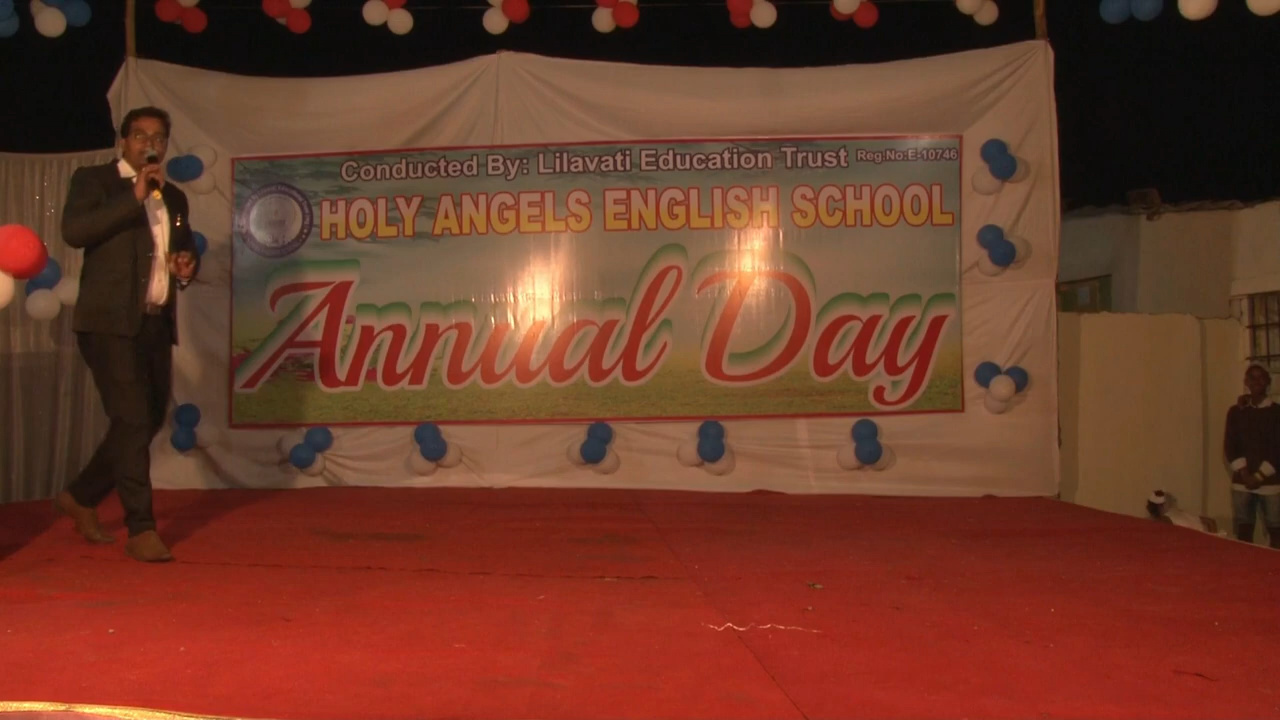 Conducted By: Lilavati Education Trust Reg.No:E-10746
HOLY ANGELS ENGLISH SCHOOL
Annual Day